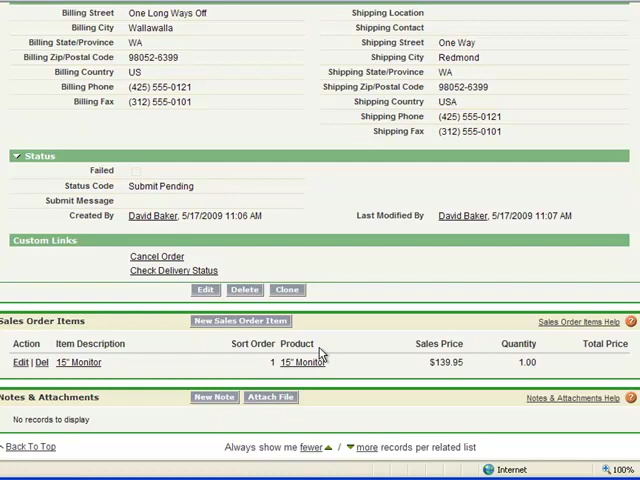 Billing Street One Long Ways Off Shipping Location
Billing City Wallawalla Shipping Contact
Billing State/Province WA Shipping Street One Way
Billing Zip/Postal Code 98052-6399 Shipping City Redmond
Billing Country US Shipping State/Province WA
Billing Phone (425) 555-0121 Shipping Zip/Postal Code 98052-6399
Billing Fax (312) 555-0101 Shipping Country USA
Shipping Phone (425) 555-0121
Shipping Fax (312) 555-0101
Status
Failed
Status Code Submit Pending
Submit Message
Created By David Baker, 5/17/2009 11:06 AM Last Modified By David Baker, 5/17/2009 11:07 AM
Custom Links
Cancel Order
Check Delivery Status
Edit Delete Clone
Sales Order Items New Sales Order Item Sales Order Items Help ?
Action Item Description Sort Order Product Sales Price Quantity Total Price
Edit | Del 15" Monitor 1 15" Monitor $139.95 1.00
Notes & Attachments New Note Attach File Notes & Attachments Help ?
No records to display
^ Back To Top Always show me fewer / more records per related list
Internet 100%